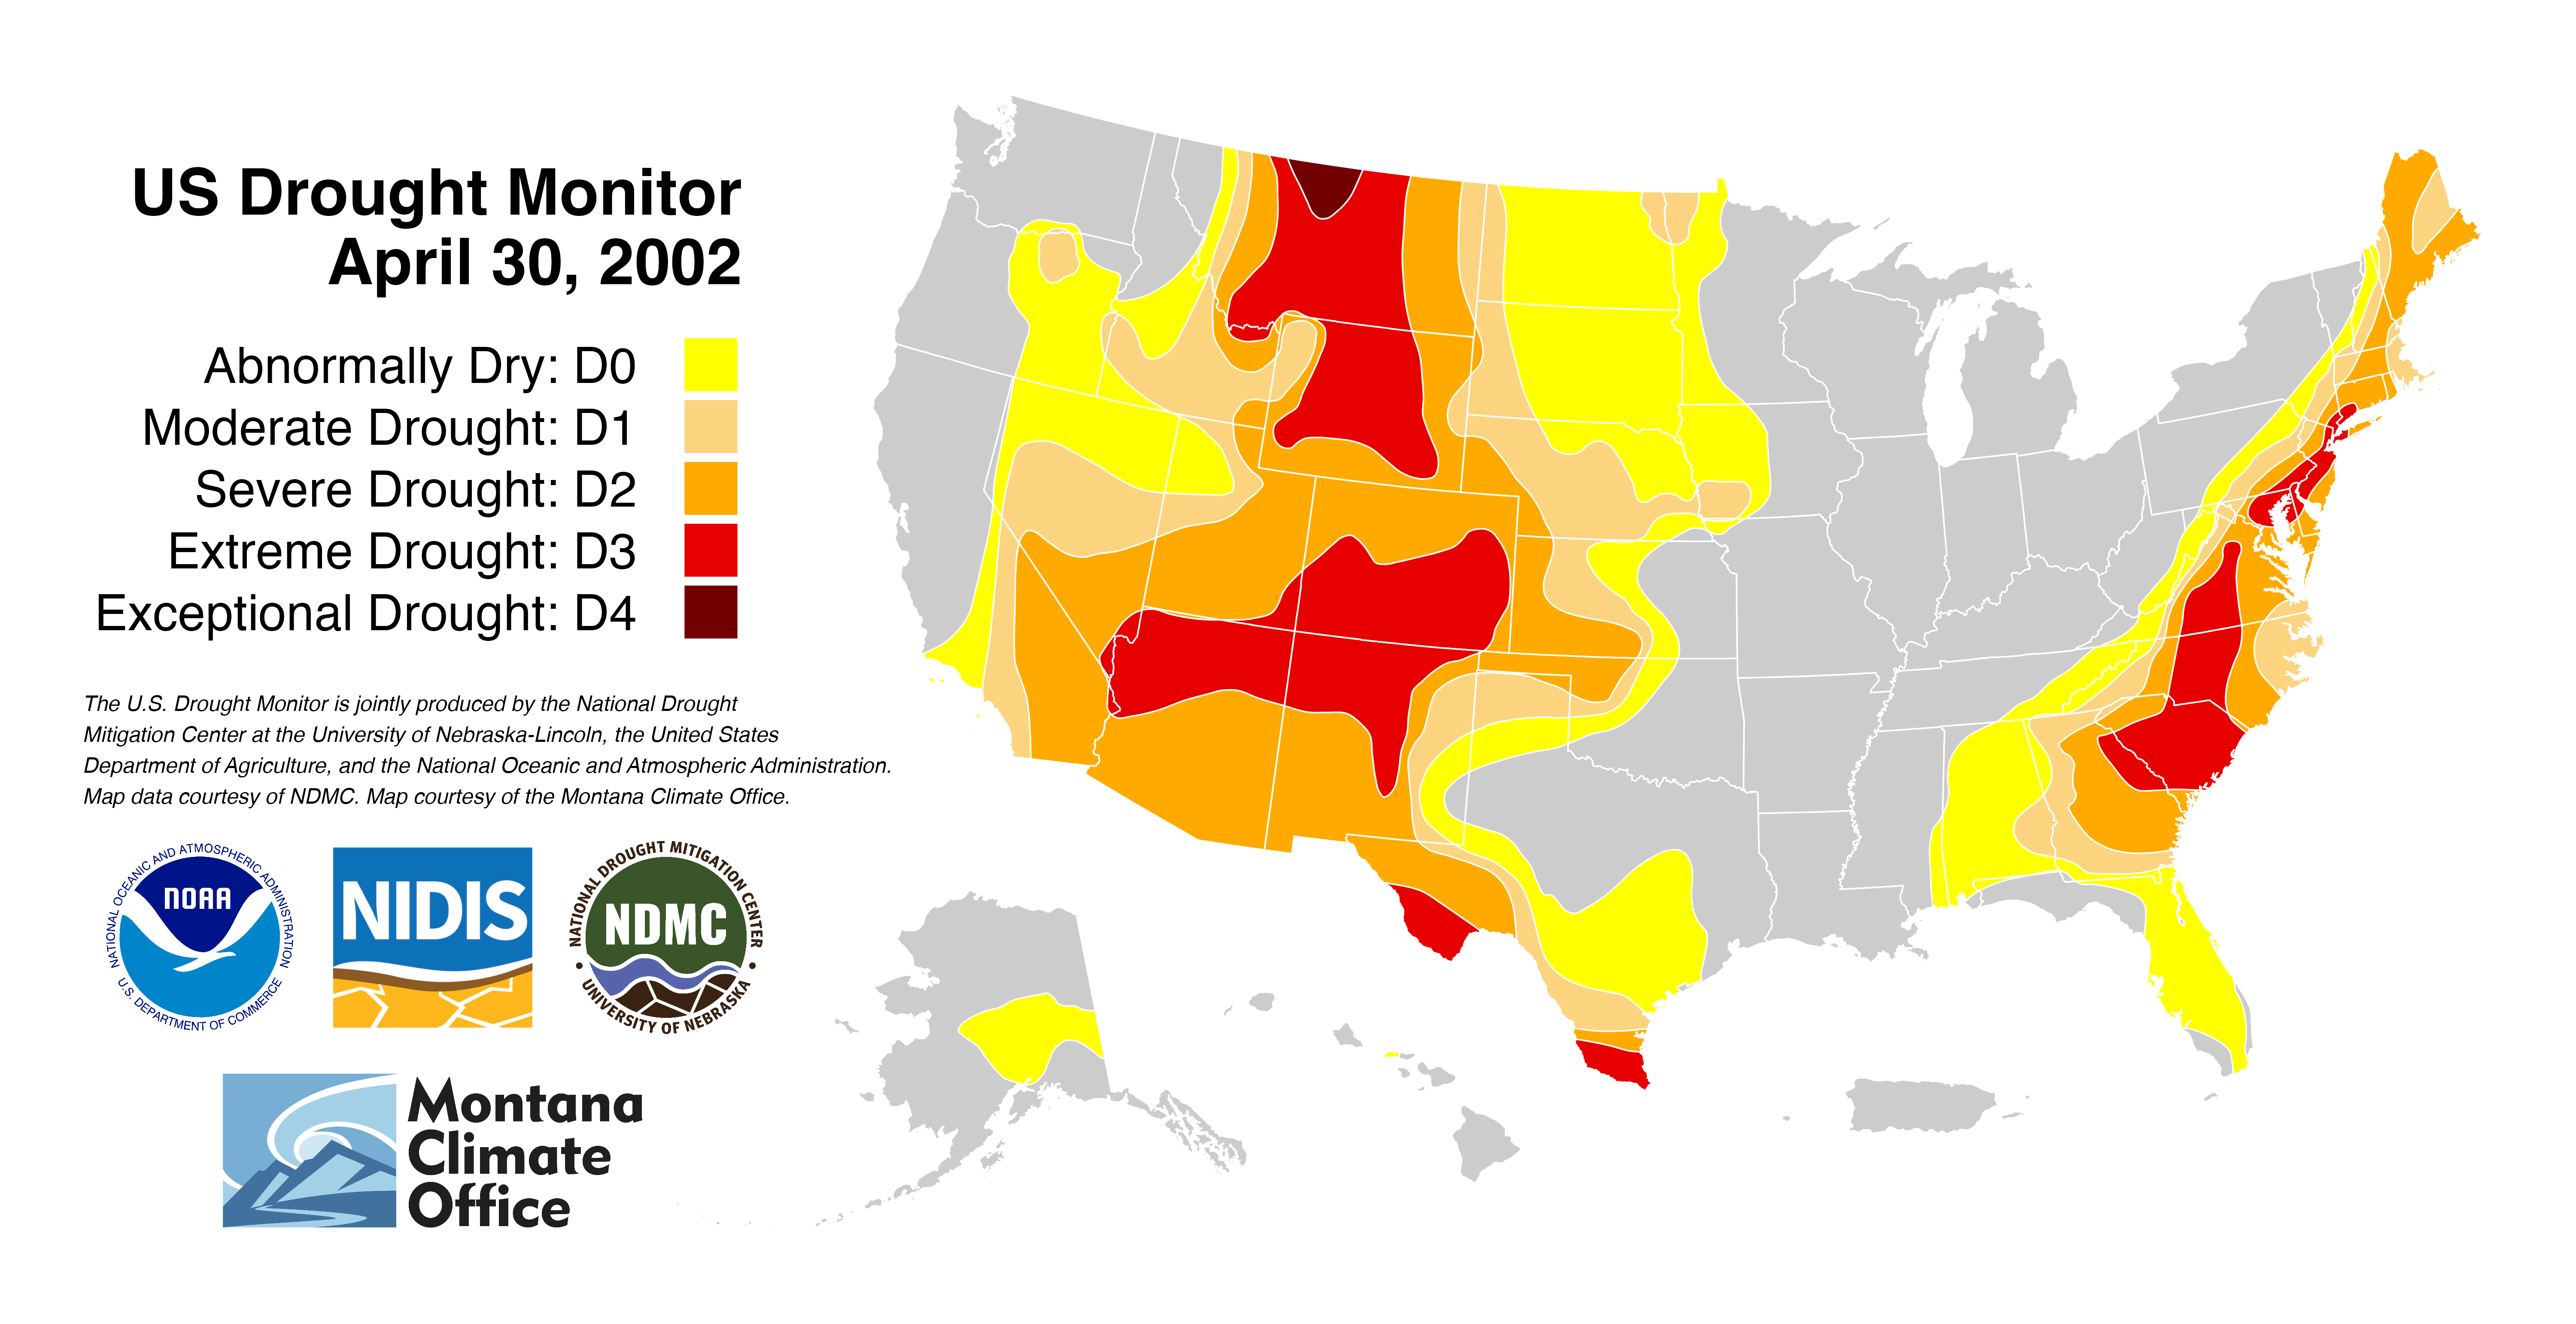 US Drought Monitor
April 30, 2002
Abnormally Dry: D0
Moderate Drought: D1
Severe Drought: D2
Extreme Drought: D3
Exceptional Drought: D4
The U.S. Drought Monitor is jointly produced by the National Drought
Mitigation Center at the University of Nebraska-Lincoln, the United States
Department of Agriculture, and the National Oceanic and Atmospheric Administration.
Map data courtesy of NDMC. Map courtesy of the Montana Climate Office.
NATIONAL OCEANIC AND ATMOSPHERIC ADMINISTRATION
NOAA
U.S. DEPARTMENT OF COMMERCE
NIDIS
NATIONAL DROUGHT MITIGATION CENTER
NDMC
UNIVERSITY OF NEBRASKA
Montana
Climate
Office